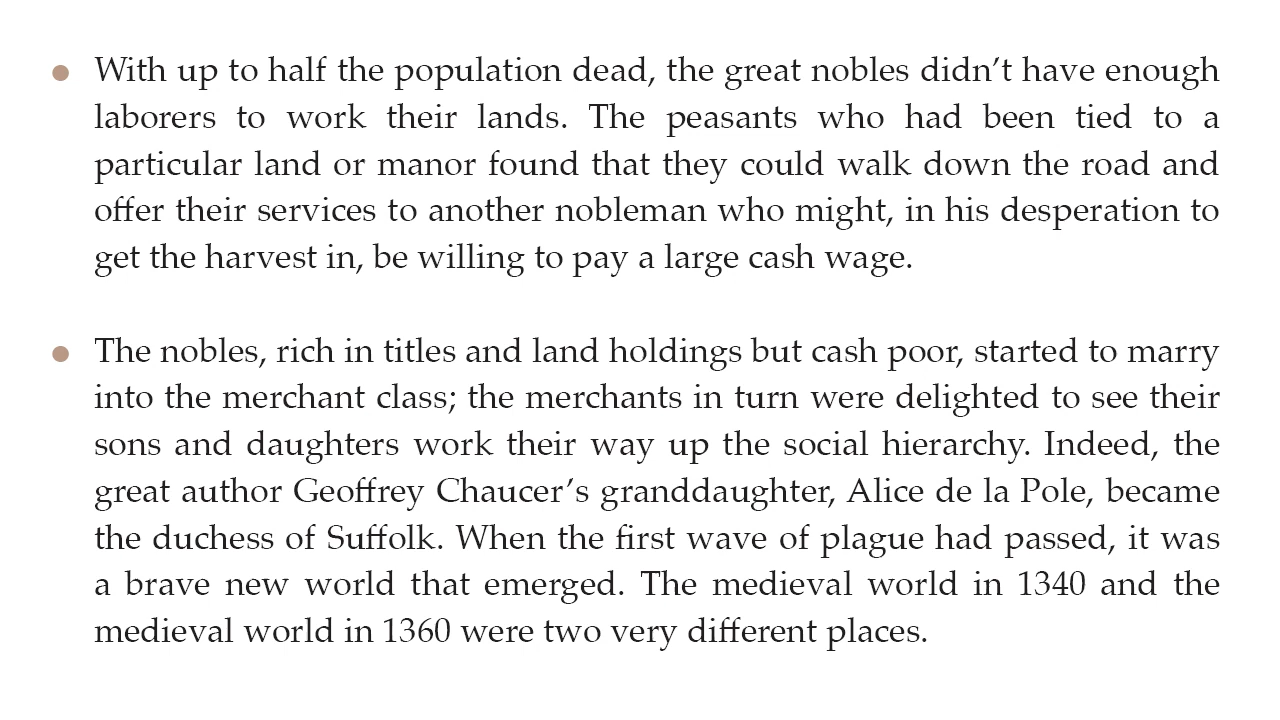 ● With up to half the population dead, the great nobles didn’t have enough
laborers to work their lands. The peasants who had been tied to a
particular land or manor found that they could walk down the road and
offer their services to another nobleman who might, in his desperation to
get the harvest in, be willing to pay a large cash wage.
● The nobles, rich in titles and land holdings but cash poor, started to marry
into the merchant class; the merchants in turn were delighted to see their
sons and daughters work their way up the social hierarchy. Indeed, the
great author Geoffrey Chaucer’s granddaughter, Alice de la Pole, became
the duchess of Suffolk. When the first wave of plague had passed, it was
a brave new world that emerged. The medieval world in 1340 and the
medieval world in 1360 were two very different places.